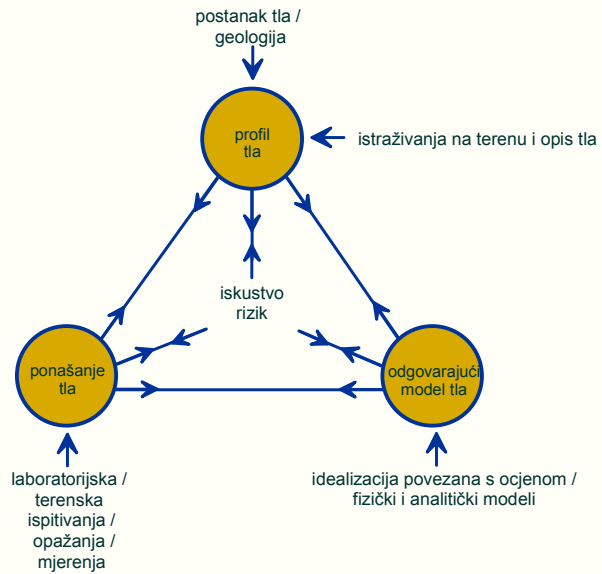 postanak tla /
geologija
profil
tla
istraživanja na terenu i opis tla
iskustvo
rizik
ponašanje
tla
odgovarajući
model tla
laboratorijska /
terenska
ispitivanja /
opažanja /
mjerenja
idealizacija povezana s ocjenom /
fizički i analitički modeli